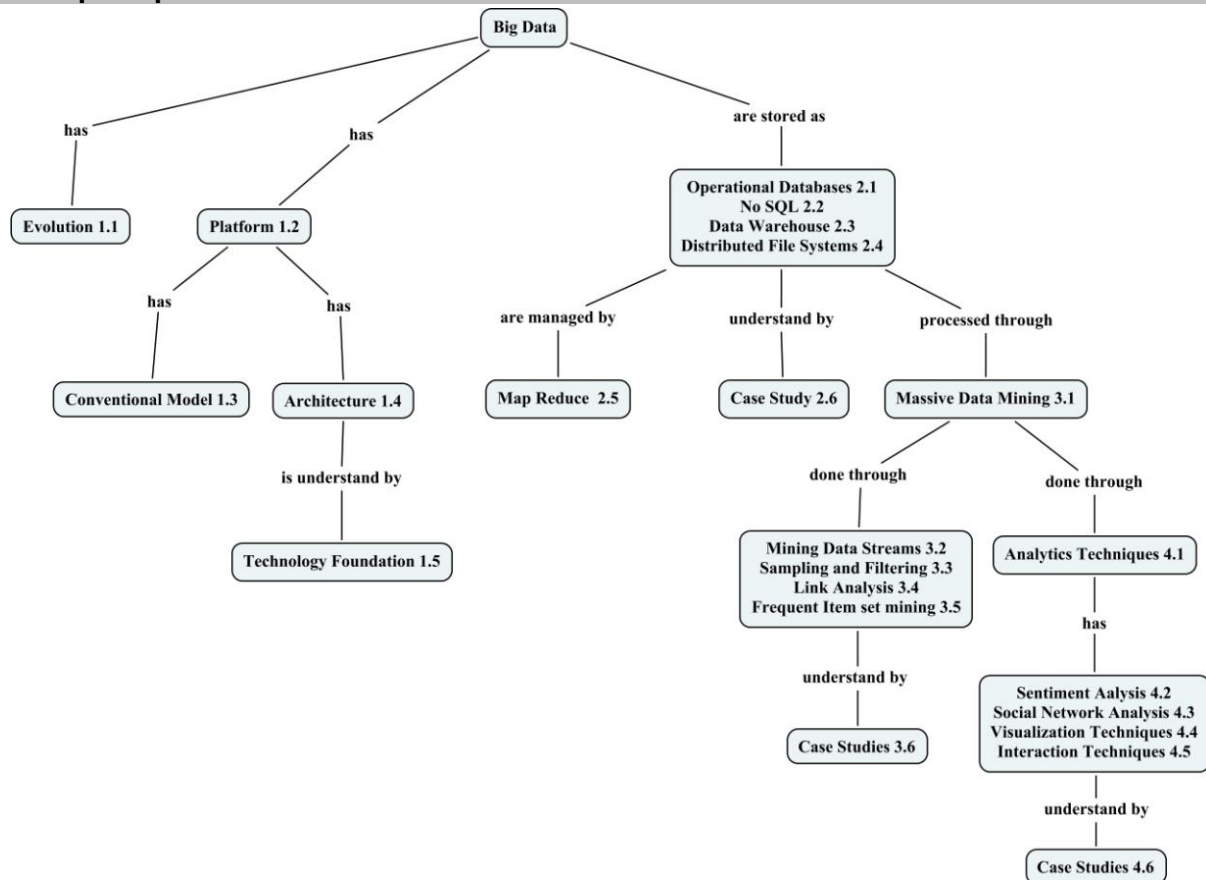 Big Data
has
has
are stored as
Evolution 1.1
Platform 1.2
Operational Databases 2.1
No SQL 2.2
Data Warehouse 2.3
Distributed File Systems 2.4
has
has
are managed by
understand by
processed through
Conventional Model 1.3
Architecture 1.4
Map Reduce 2.5
Case Study 2.6
Massive Data Mining 3.1
is understand by
done through
done through
Technology Foundation 1.5
Mining Data Streams 3.2
Sampling and Filtering 3.3
Link Analysis 3.4
Frequent Item set mining 3.5
Analytics Techniques 4.1
has
understand by
Sentiment Aalysis 4.2
Social Network Analysis 4.3
Visualization Techniques 4.4
Interaction Techniques 4.5
Case Studies 3.6
understand by
Case Studies 4.6